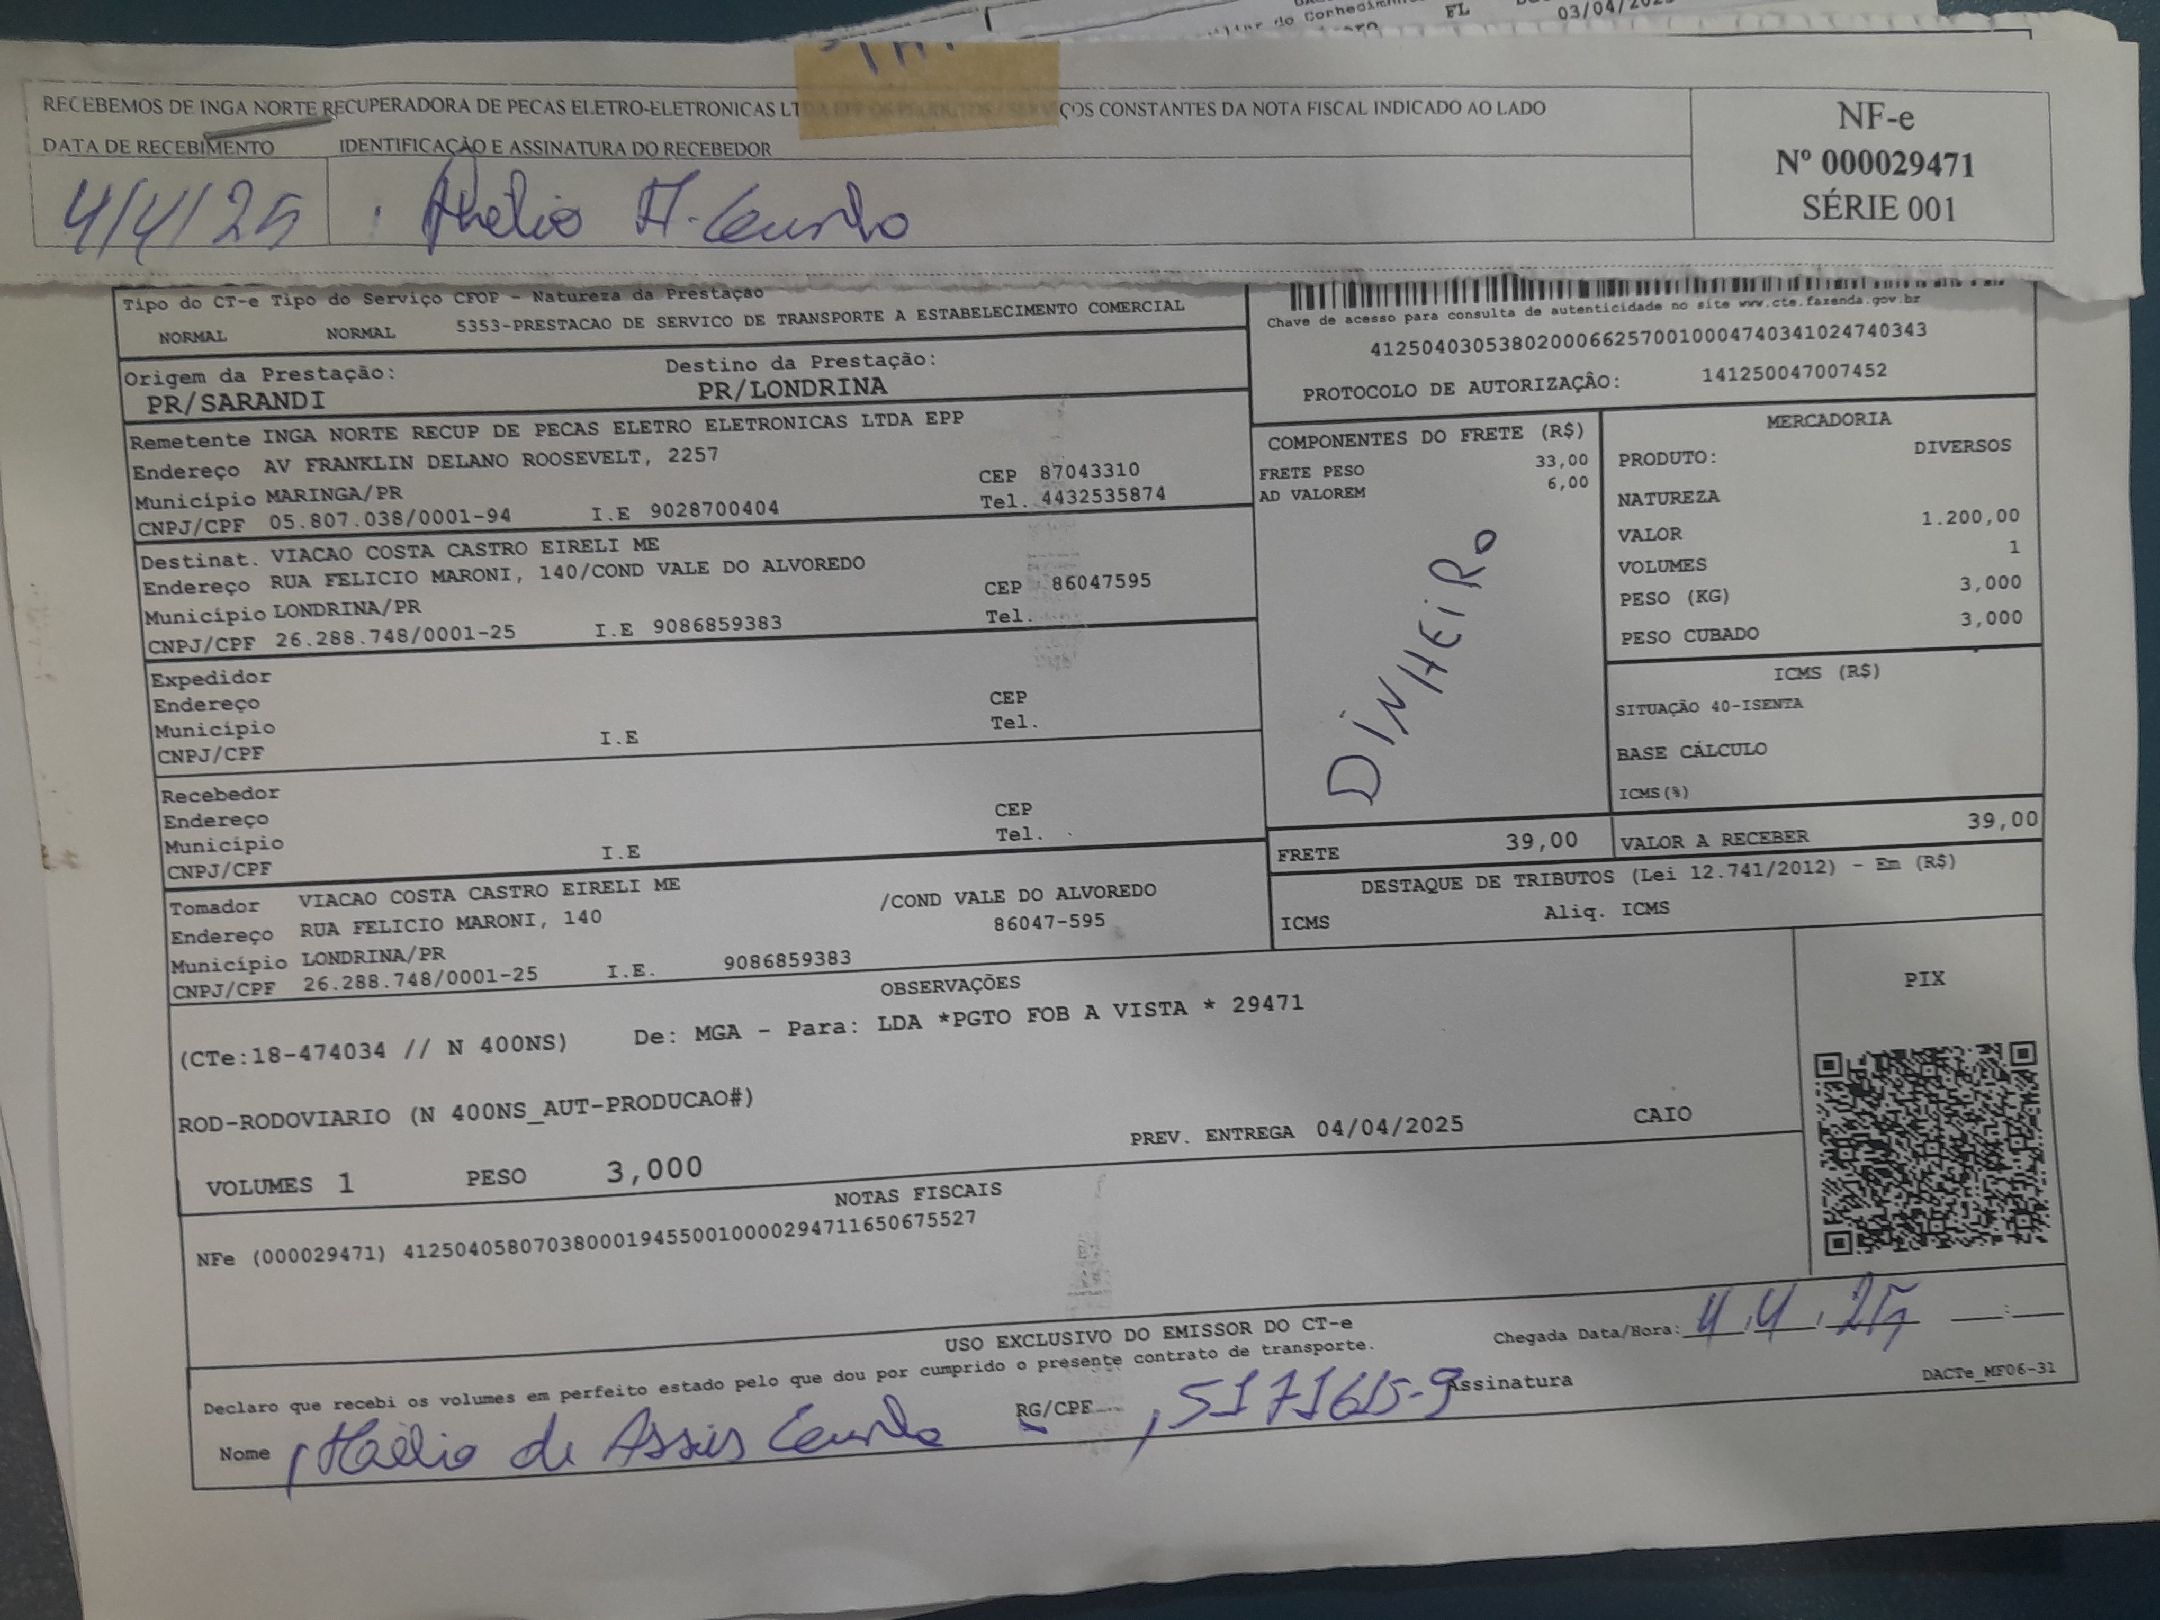 FL
03/04/2025
RECEBEMOS DE INGA NORTE RECUPERADORA DE PECAS ELETRO-ELETRONICAS LTDA EPP OS PRODUTOS / SERVIÇOS CONSTANTES DA NOTA FISCAL INDICADO AO LADO
DATA DE RECEBIMENTO IDENTIFICAÇÃO E ASSINATURA DO RECEBEDOR
4/4/25
NF-e
Nº 000029471
SÉRIE 001
Tipo do CT-e Tipo do Serviço CFOP - Natureza da Prestação
NORMAL NORMAL 5353-PRESTACAO DE SERVICO DE TRANSPORTE A ESTABELECIMENTO COMERCIAL
Chave de acesso para consulta de autenticidade no site www.cte.fazenda.gov.br
41250403053802000662570010004740341024740343
PROTOCOLO DE AUTORIZAÇÂO: 141250047007452
Origem da Prestação: Destino da Prestação:
PR/SARANDI PR/LONDRINA
Remetente INGA NORTE RECUP DE PECAS ELETRO ELETRONICAS LTDA EPP
Endereço AV FRANKLIN DELANO ROOSEVELT, 2257 CEP 87043310
Município MARINGA/PR Tel. 4432535874
CNPJ/CPF 05.807.038/0001-94 I.E 9028700404
Destinat. VIACAO COSTA CASTRO EIRELI ME
Endereço RUA FELICIO MARONI, 140/COND VALE DO ALVOREDO CEP 86047595
Município LONDRINA/PR Tel.
CNPJ/CPF 26.288.748/0001-25 I.E 9086859383
Expedidor
Endereço CEP
Município Tel.
CNPJ/CPF I.E
Recebedor
Endereço CEP
Município Tel.
CNPJ/CPF I.E
Tomador VIACAO COSTA CASTRO EIRELI ME
Endereço RUA FELICIO MARONI, 140 /COND VALE DO ALVOREDO
Município LONDRINA/PR 86047-595
CNPJ/CPF 26.288.748/0001-25 I.E. 9086859383
COMPONENTES DO FRETE (R$)
FRETE PESO 33,00
AD VALOREM 6,00
DINHEIRO
FRETE 39,00
MERCADORIA
PRODUTO: DIVERSOS
NATUREZA
VALOR 1.200,00
VOLUMES 1
PESO (KG) 3,000
PESO CUBADO 3,000
ICMS (R$)
SITUAÇÃO 40-ISENTA
BASE CÁLCULO
ICMS(%)
VALOR A RECEBER 39,00
DESTAQUE DE TRIBUTOS (Lei 12.741/2012) - Em (R$)
ICMS Aliq. ICMS
OBSERVAÇÕES
(CTe:18-474034 // N 400NS) De: MGA - Para: LDA *PGTO FOB A VISTA * 29471
ROD-RODOVIARIO (N 400NS_AUT-PRODUCAO#)
PREV. ENTREGA 04/04/2025 CAIO
VOLUMES 1 PESO 3,000
PIX
NOTAS FISCAIS
NFe (000029471) 41250405807038000194550010000294711650675527
USO EXCLUSIVO DO EMISSOR DO CT-e
Chegada Data/Hora: 4.4.25 __:__
Declaro que recebi os volumes em perfeito estado pelo que dou por cumprido o presente contrato de transporte.
Nome de Assis RG/CPF 5171615-9 Assinatura
DACTe_MF06-31